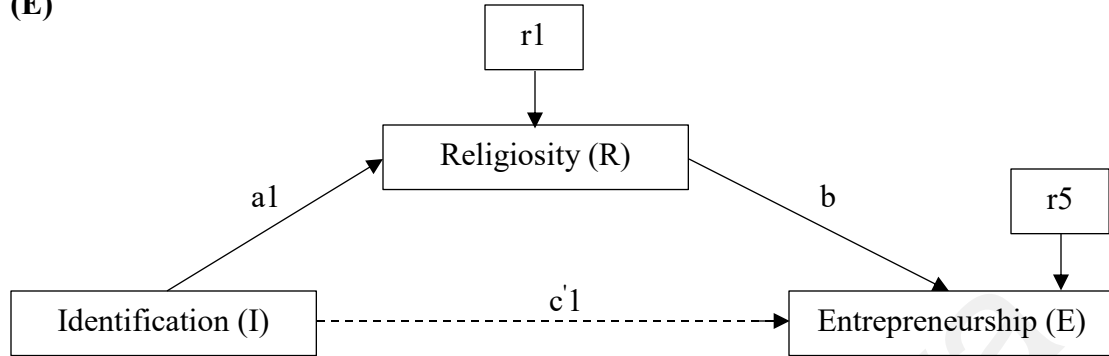 (E)
r1
Religiosity (R)
a1
b
r5
Identification (I)
c'1
Entrepreneurship (E)